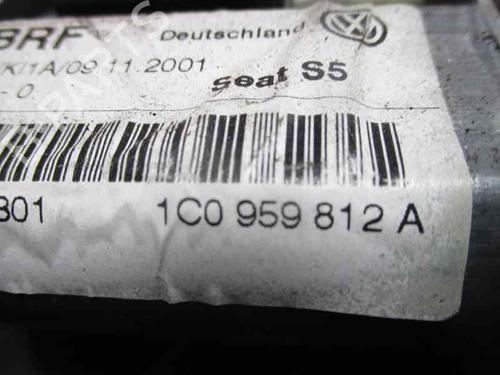 BRF Deutschland
K/1A/09.11.2001
Seat S5
- 0
801 1C0 959 812 A